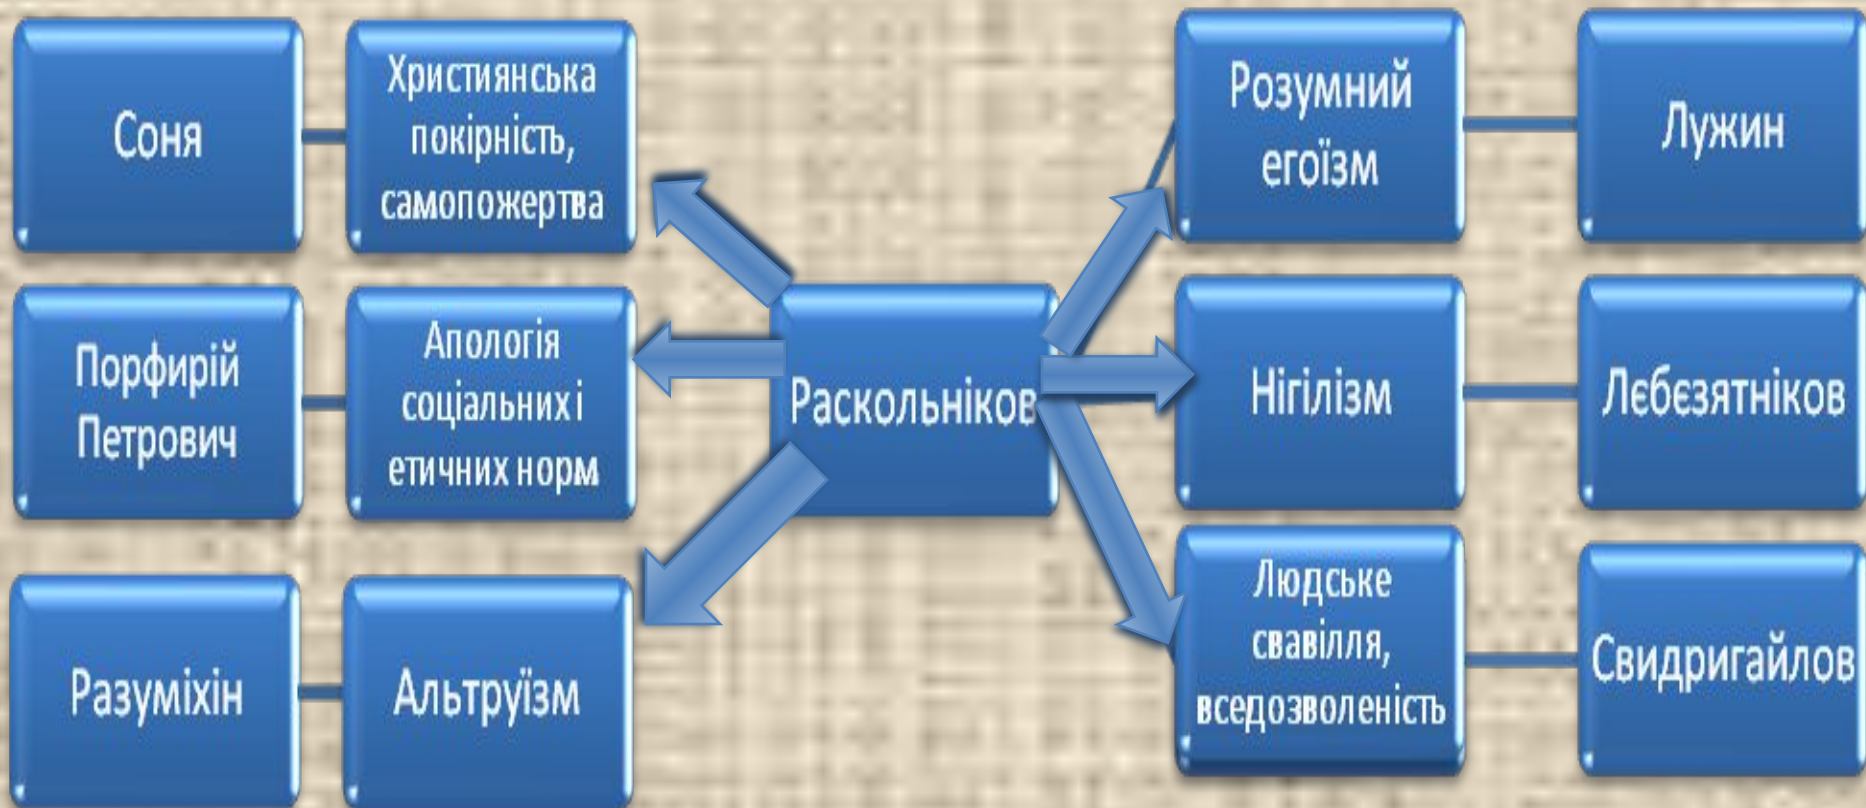 Соня
Християнська
покірність,
самопожертва
Розумний
егоїзм
Лужин
Порфирій
Петрович
Апологія
соціальних і
етичних норм
Раскольніков
Нігілізм
Лєбєзятніков
Разуміхін
Альтруїзм
Людське
свавілля,
вседозволеність
Свидригайлов